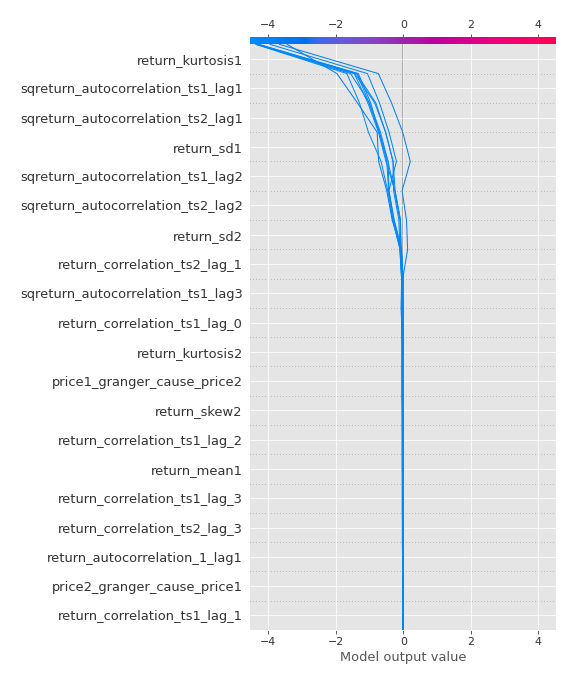 −4 −2 0 2 4
return_kurtosis1
sqreturn_autocorrelation_ts1_lag1
sqreturn_autocorrelation_ts2_lag1
return_sd1
sqreturn_autocorrelation_ts1_lag2
sqreturn_autocorrelation_ts2_lag2
return_sd2
return_correlation_ts2_lag_1
sqreturn_autocorrelation_ts1_lag3
return_correlation_ts1_lag_0
return_kurtosis2
price1_granger_cause_price2
return_skew2
return_correlation_ts1_lag_2
return_mean1
return_correlation_ts1_lag_3
return_correlation_ts2_lag_3
return_autocorrelation_1_lag1
price2_granger_cause_price1
return_correlation_ts1_lag_1
−4 −2 0 2 4
Model output value